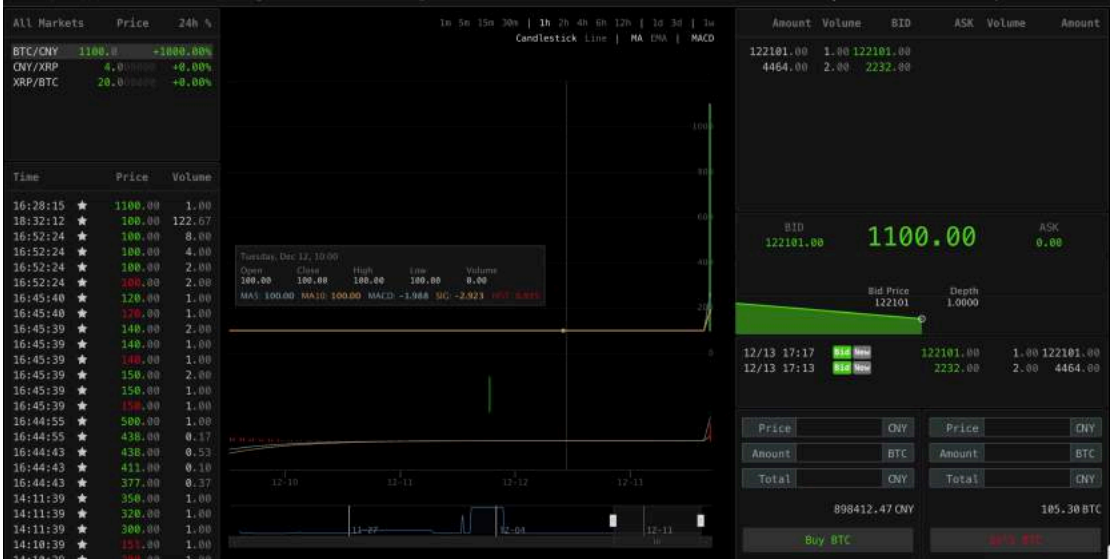 All Markets Price 24h %
BTC/CNY 1100.0 +1000.00%
CNY/XRP 4.000000 +0.00%
XRP/BTC 20.000000 +0.00%
Time Price Volume
16:28:15 ★ 1100.00 1.00
18:32:12 ★ 100.00 122.67
16:52:24 ★ 100.00 8.00
16:52:24 ★ 100.00 4.00
16:52:24 ★ 100.00 2.00
16:52:24 ★ 100.00 2.00
16:45:40 ★ 120.00 1.00
16:45:40 ★ 120.00 1.00
16:45:39 ★ 140.00 2.00
16:45:39 ★ 140.00 1.00
16:45:39 ★ 140.00 1.00
16:45:39 ★ 150.00 2.00
16:45:39 ★ 150.00 1.00
16:45:39 ★ 150.00 1.00
16:44:55 ★ 500.00 1.00
16:44:55 ★ 438.00 0.17
16:44:43 ★ 438.00 0.53
16:44:43 ★ 411.00 0.10
16:44:43 ★ 377.00 0.37
14:11:39 ★ 350.00 1.00
14:11:39 ★ 320.00 1.00
14:11:39 ★ 300.00 1.00
14:10:39 ★ 151.00 1.00
1m 5m 15m 30m | 1h 2h 4h 6h 12h | 1d 3d | 1w
Candlestick Line | MA EMA | MACD
1000
800
600
400
200
0
Tuesday, Dec 12, 10:00
Open Close High Low Volume
100.00 100.00 100.00 100.00 0.00
MA5: 100.00 MA10: 100.00 MACD: -1.988 SIG: -2.923 HIST: 0.935
12-10 12-11 12-12 12-13
11-27 12-04 12-11
Amount Volume BID ASK Volume Amount
122101.00 1.00 122101.00
4464.00 2.00 2232.00
BID 1100.00 ASK
122101.00 0.00
Bid Price Depth
122101 1.0000
12/13 17:17 Bid New 122101.00 1.00 122101.00
12/13 17:13 Bid New 2232.00 2.00 4464.00
Price CNY Price CNY
Amount BTC Amount BTC
Total CNY Total CNY
898412.47 CNY 105.30 BTC
Buy BTC Sell BTC